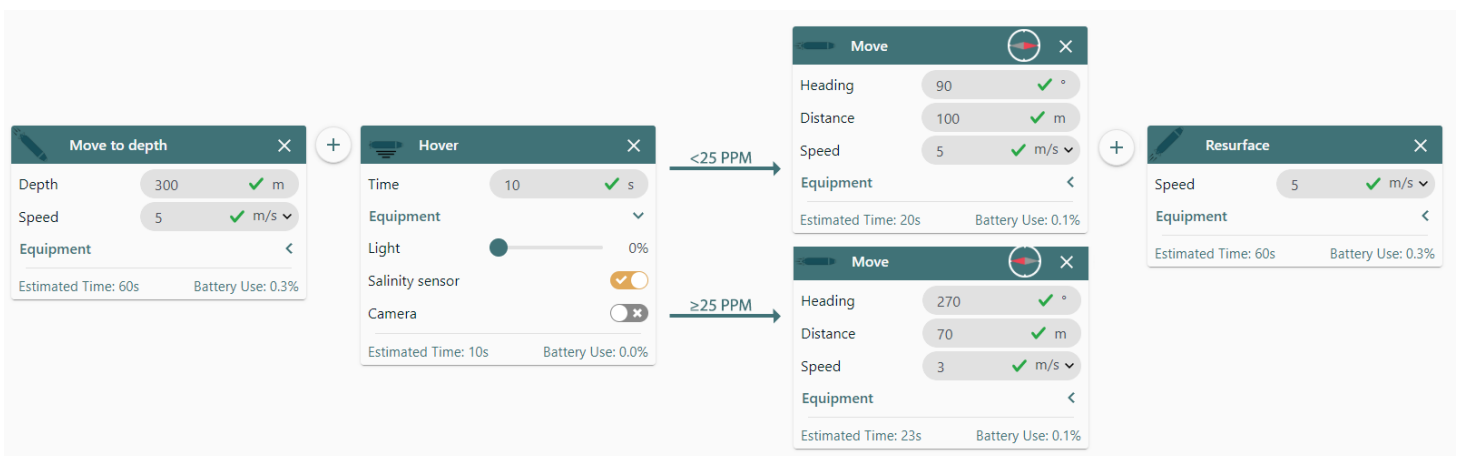 Move to depth
Depth 300 m
Speed 5 m/s
Equipment
Estimated Time: 60s Battery Use: 0.3%
+
Hover
Time 10 s
Equipment
Light 0%
Salinity sensor
Camera
Estimated Time: 10s Battery Use: 0.0%
<25 PPM
≥25 PPM
Move
Heading 90 °
Distance 100 m
Speed 5 m/s
Equipment
Estimated Time: 20s Battery Use: 0.1%
Move
Heading 270 °
Distance 70 m
Speed 3 m/s
Equipment
Estimated Time: 23s Battery Use: 0.1%
+
Resurface
Speed 5 m/s
Equipment
Estimated Time: 60s Battery Use: 0.3%